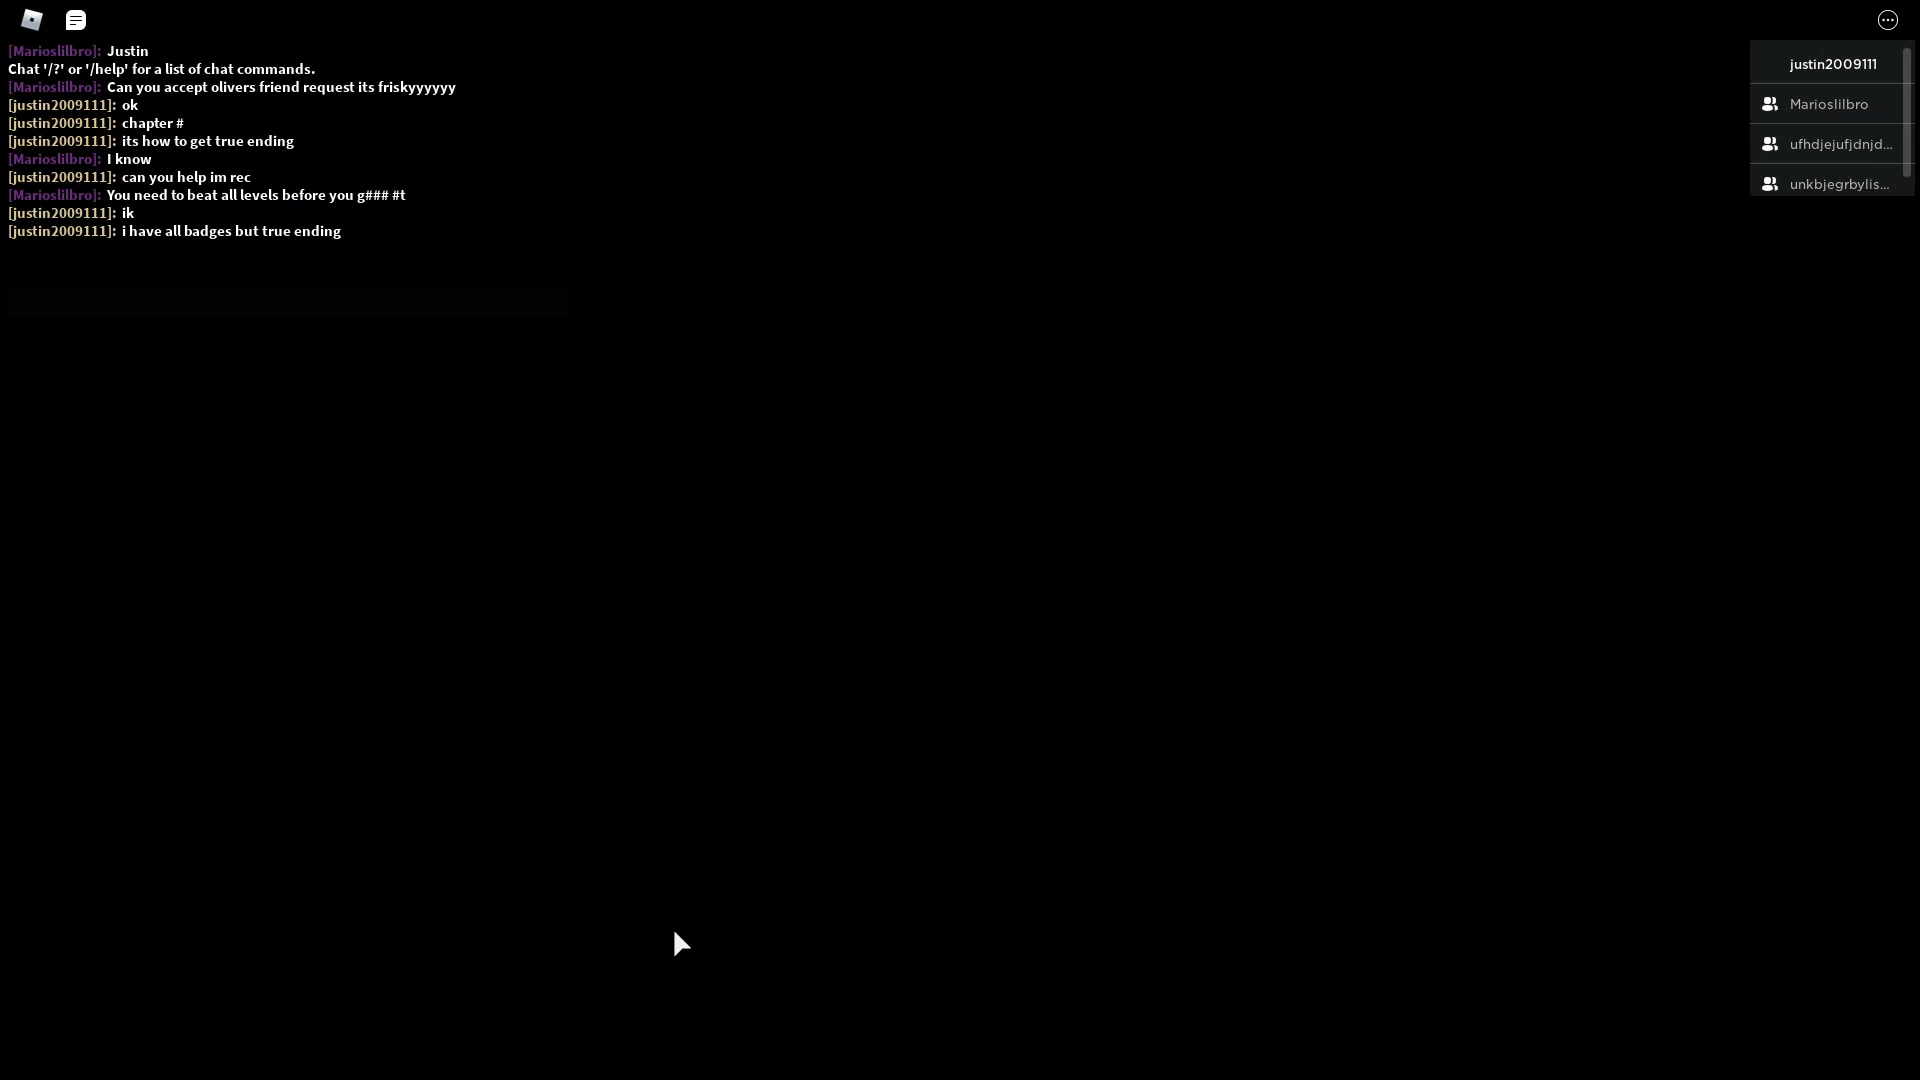 [Marioslilbro]: Justin
Chat '/?' or '/help' for a list of chat commands.
[Marioslilbro]: Can you accept olivers friend request its friskyyyyyy
[justin2009111]: ok
[justin2009111]: chapter #
[justin2009111]: its how to get true ending
[Marioslilbro]: I know
[justin2009111]: can you help im rec
[Marioslilbro]: You need to beat all levels before you g### #t
[justin2009111]: ik
[justin2009111]: i have all badges but true ending
justin2009111
Marioslilbro
ufhdjejufjdnjd...
unkbjegrbylis...